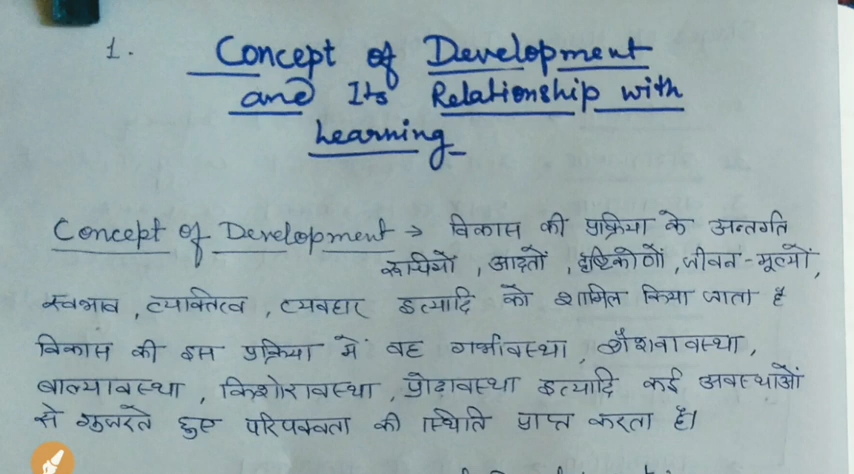 1. Concept of Development
and Its Relationship with
Learning
Concept of Development → विकास की प्रक्रिया के अन्तर्गत
रूचियों, आदतों, दृष्टिकोणों, जीवन-मूल्यों,
स्वभाव, व्यक्तित्व, व्यवहार इत्यादि को शामिल किया जाता है
विकास की इस प्रक्रिया में वह गर्भावस्था, शैशवावस्था,
बाल्यावस्था, किशोरावस्था, प्रौढावस्था इत्यादि कई अवस्थाओं
से गुजरते हुए परिपक्वता की स्थिति प्राप्त करता है।